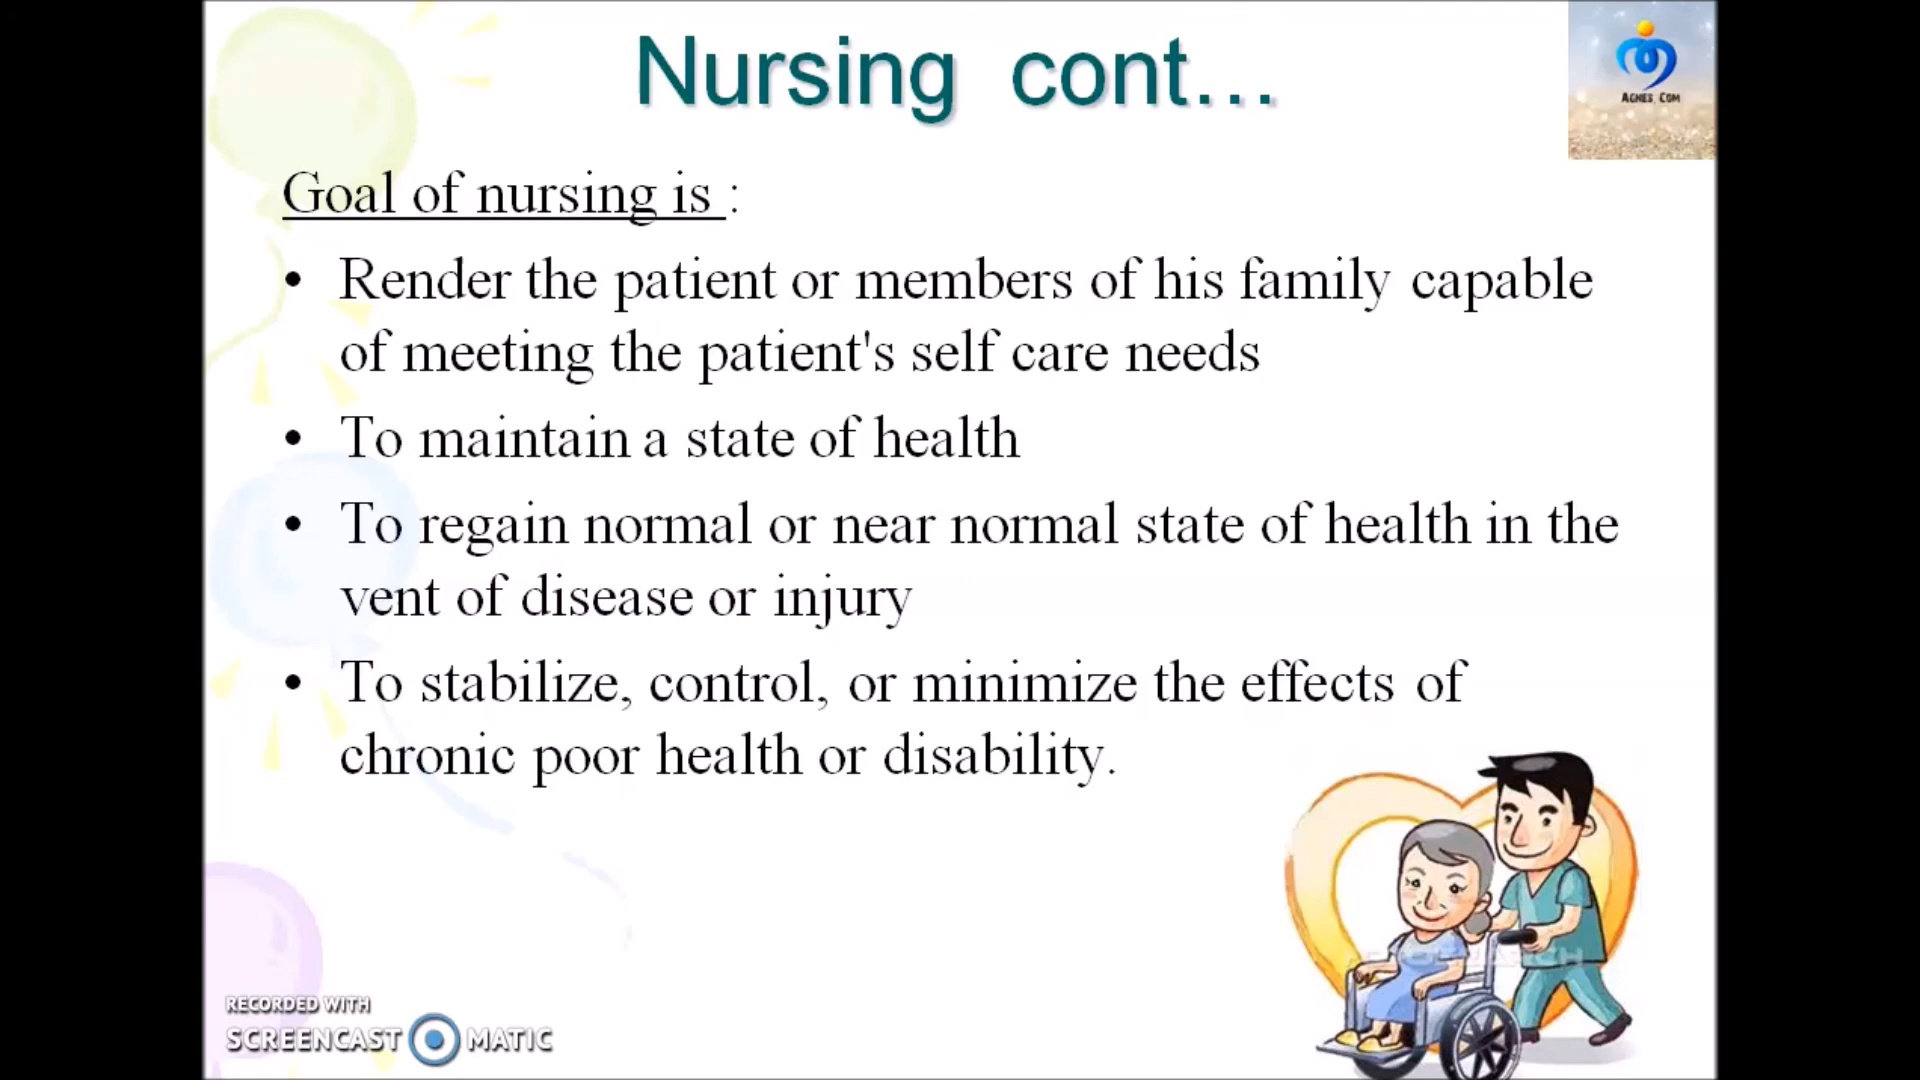 Nursing cont...
AGNES.COM
Goal of nursing is :
• Render the patient or members of his family capable
of meeting the patient's self care needs
• To maintain a state of health
• To regain normal or near normal state of health in the
vent of disease or injury
• To stabilize, control, or minimize the effects of
chronic poor health or disability.
RECORDED WITH
SCREENCAST MATIC